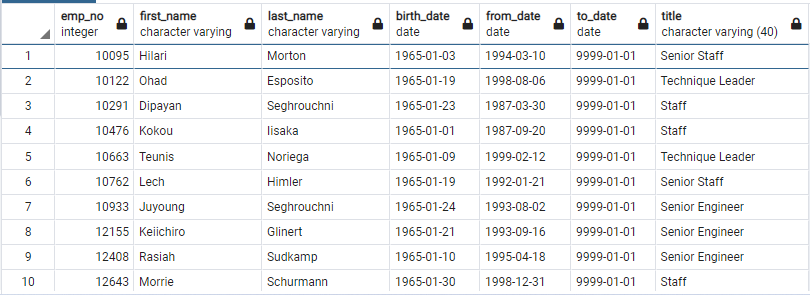 emp_no first_name last_name birth_date from_date to_date title
integer character varying character varying date date date character varying (40)
1 10095 Hilari Morton 1965-01-03 1994-03-10 9999-01-01 Senior Staff
2 10122 Ohad Esposito 1965-01-19 1998-08-06 9999-01-01 Technique Leader
3 10291 Dipayan Seghrouchni 1965-01-23 1987-03-30 9999-01-01 Staff
4 10476 Kokou Iisaka 1965-01-01 1987-09-20 9999-01-01 Staff
5 10663 Teunis Noriega 1965-01-09 1999-02-12 9999-01-01 Technique Leader
6 10762 Lech Himler 1965-01-19 1992-01-21 9999-01-01 Senior Staff
7 10933 Juyoung Seghrouchni 1965-01-24 1993-08-02 9999-01-01 Senior Engineer
8 12155 Keiichiro Glinert 1965-01-21 1993-09-16 9999-01-01 Senior Engineer
9 12408 Rasiah Sudkamp 1965-01-10 1995-04-18 9999-01-01 Senior Engineer
10 12643 Morrie Schurmann 1965-01-30 1998-12-31 9999-01-01 Staff